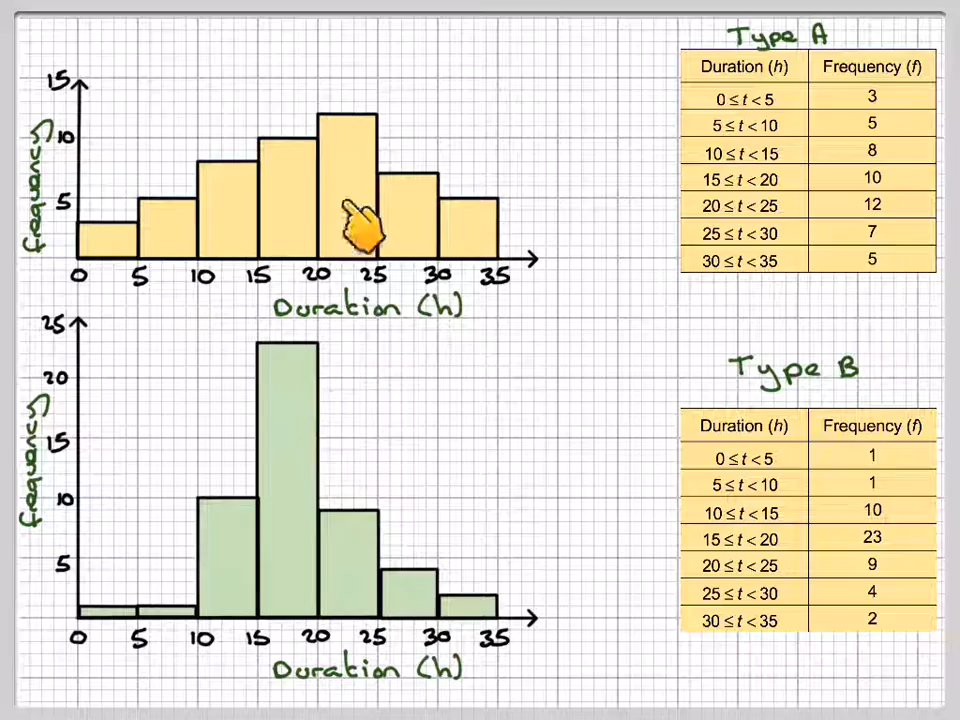 Type A
Duration (h) Frequency (f)
0 ≤ t < 5 3
5 ≤ t < 10 5
10 ≤ t < 15 8
15 ≤ t < 20 10
20 ≤ t < 25 12
25 ≤ t < 30 7
30 ≤ t < 35 5
15
10
5
frequency
0 5 10 15 20 25 30 35
Duration (h)
25
20
15
10
5
frequency
0 5 10 15 20 25 30 35
Duration (h)
Type B
Duration (h) Frequency (f)
0 ≤ t < 5 1
5 ≤ t < 10 1
10 ≤ t < 15 10
15 ≤ t < 20 23
20 ≤ t < 25 9
25 ≤ t < 30 4
30 ≤ t < 35 2